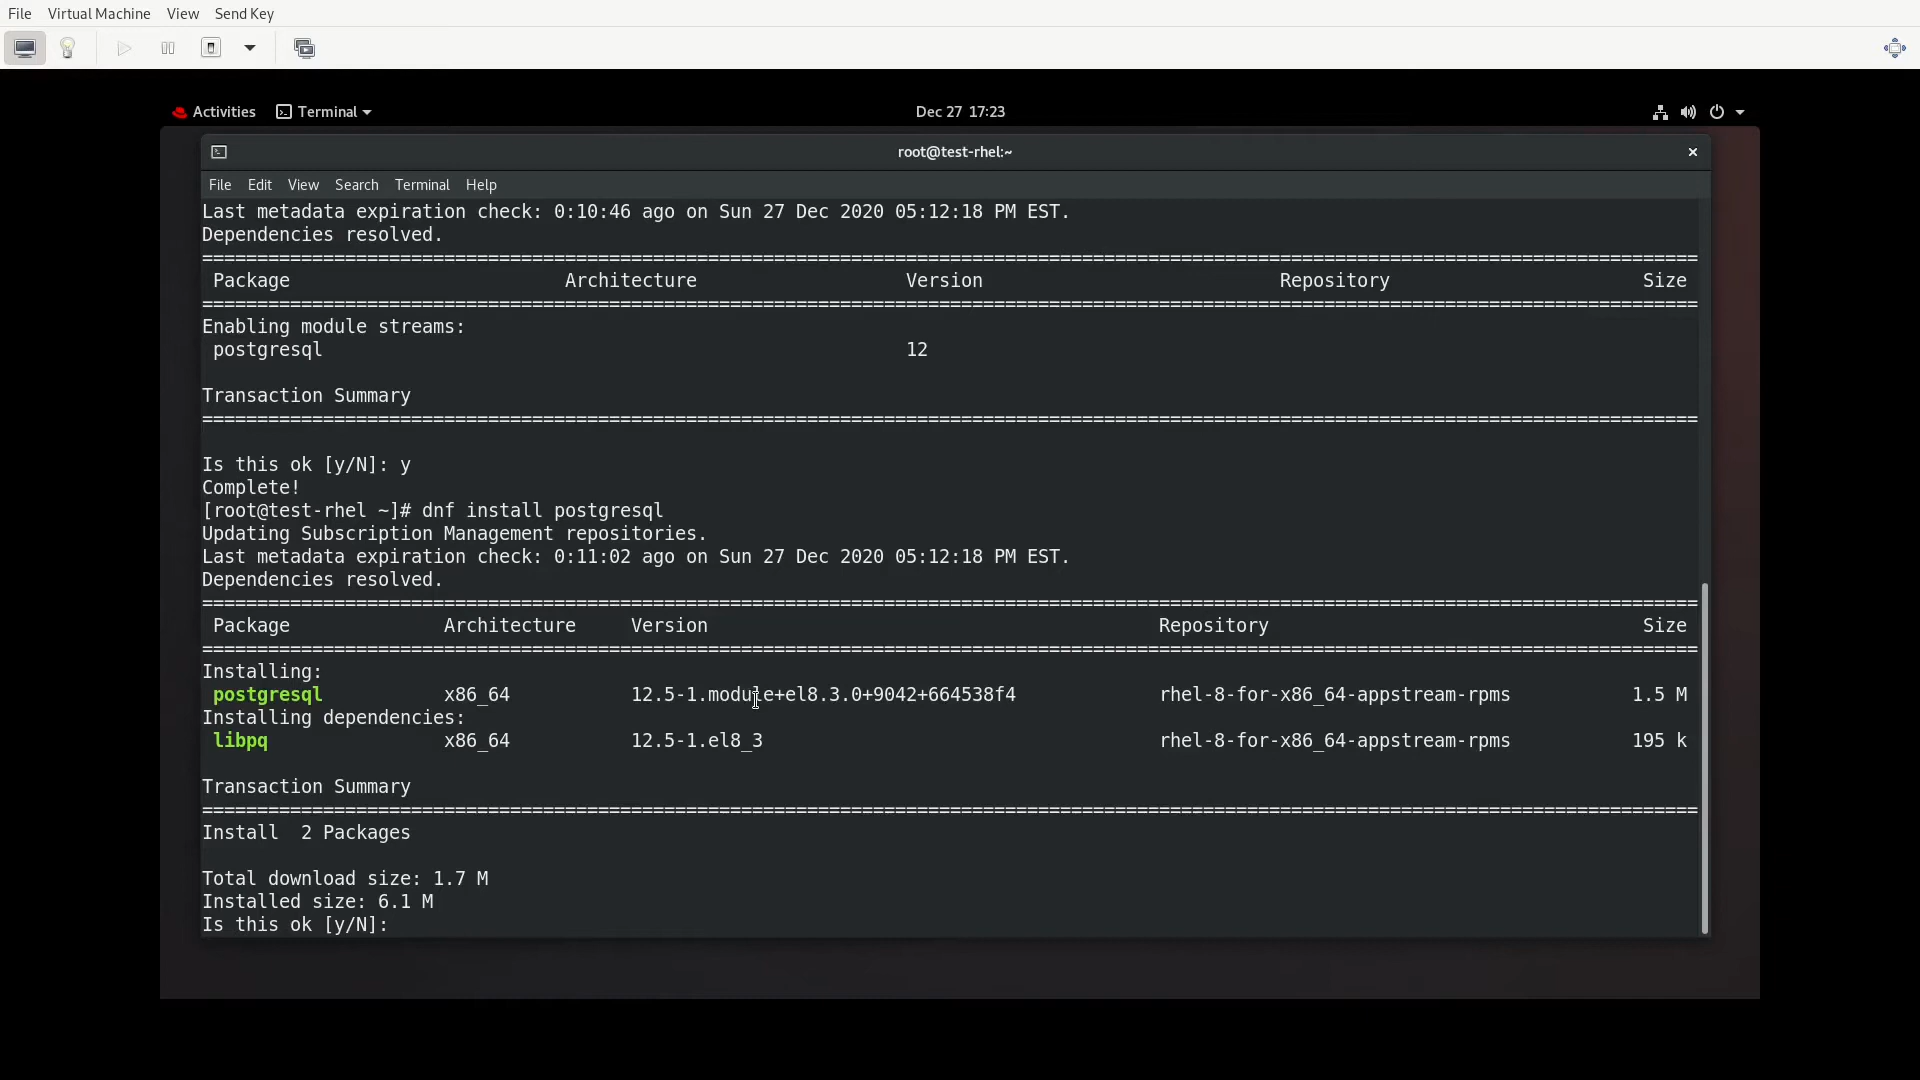 File Virtual Machine View Send Key
Activities Terminal Dec 27 17:23
root@test-rhel:~
File Edit View Search Terminal Help
Last metadata expiration check: 0:10:46 ago on Sun 27 Dec 2020 05:12:18 PM EST.
Dependencies resolved.
========================================================================================================================================
Package Architecture Version Repository Size
========================================================================================================================================
Enabling module streams:
postgresql 12
Transaction Summary
========================================================================================================================================
Is this ok [y/N]: y
Complete!
[root@test-rhel ~]# dnf install postgresql
Updating Subscription Management repositories.
Last metadata expiration check: 0:11:02 ago on Sun 27 Dec 2020 05:12:18 PM EST.
Dependencies resolved.
========================================================================================================================================
Package Architecture Version Repository Size
========================================================================================================================================
Installing:
postgresql x86_64 12.5-1.module+el8.3.0+9042+664538f4 rhel-8-for-x86_64-appstream-rpms 1.5 M
Installing dependencies:
libpq x86_64 12.5-1.el8_3 rhel-8-for-x86_64-appstream-rpms 195 k
Transaction Summary
========================================================================================================================================
Install 2 Packages
Total download size: 1.7 M
Installed size: 6.1 M
Is this ok [y/N]: